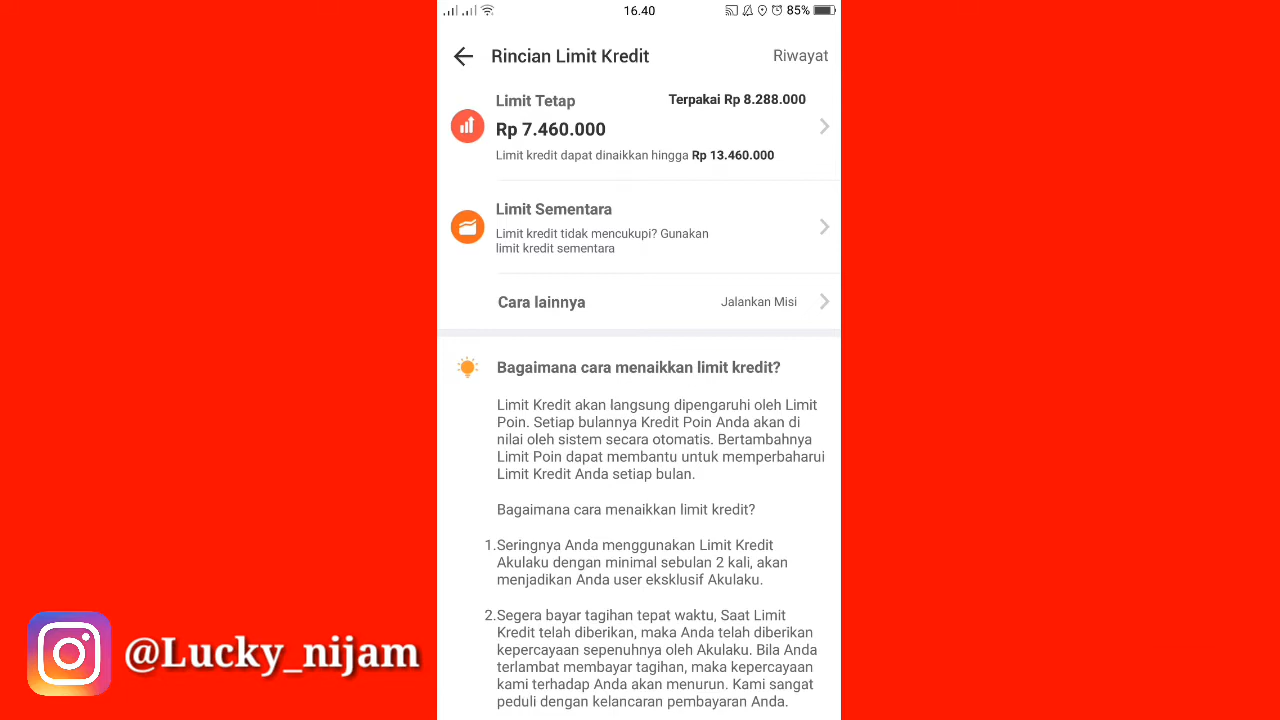 16.40
85%
Rincian Limit Kredit
Riwayat
Limit Tetap
Terpakai Rp 8.288.000
Rp 7.460.000
Limit kredit dapat dinaikkan hingga Rp 13.460.000
Limit Sementara
Limit kredit tidak mencukupi? Gunakan
limit kredit sementara
Cara lainnya
Jalankan Misi
Bagaimana cara menaikkan limit kredit?
Limit Kredit akan langsung dipengaruhi oleh Limit
Poin. Setiap bulannya Kredit Poin Anda akan di
nilai oleh sistem secara otomatis. Bertambahnya
Limit Poin dapat membantu untuk memperbaharui
Limit Kredit Anda setiap bulan.
Bagaimana cara menaikkan limit kredit?
1.Seringnya Anda menggunakan Limit Kredit
Akulaku dengan minimal sebulan 2 kali, akan
menjadikan Anda user eksklusif Akulaku.
2.Segera bayar tagihan tepat waktu, Saat Limit
Kredit telah diberikan, maka Anda telah diberikan
kepercayaan sepenuhnya oleh Akulaku. Bila Anda
terlambat membayar tagihan, maka kepercayaan
kami terhadap Anda akan menurun. Kami sangat
peduli dengan kelancaran pembayaran Anda.
@Lucky_nijam